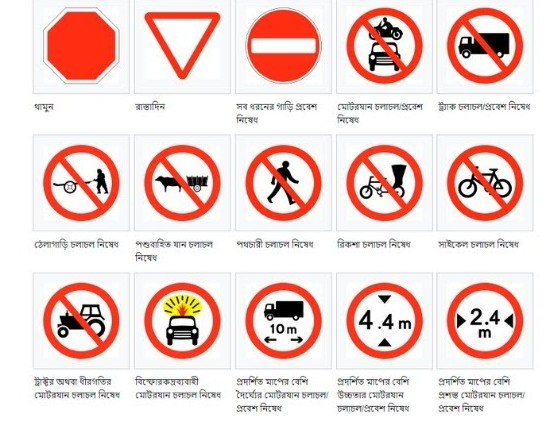 থামুন
রাস্তাদিন
সব ধরনের গাড়ি প্রবেশ
নিষেধ
মোটরযান চলাচল/প্রবেশ
নিষেধ
ট্র্যাক চলাচল/প্রবেশ নিষেধ
ঠেলাগাড়ি চলাচল নিষেধ
পশুবাহিত যান চলাচল
নিষেধ
পথচারী চলাচল নিষেধ
রিকশা চলাচল নিষেধ
সাইকেল চলাচল নিষেধ
10 m
4.4 m
2.4
m
ট্রাক্টর অথবা ধীরগতির
মোটরযান চলাচল নিষেধ
বিস্ফোরকদ্রব্যবাহী
মোটরযান চলাচল নিষেধ
প্রদর্শিত মাপের বেশি
দৈর্ঘ্যের মোটরযান চলাচল/
প্রবেশ নিষেধ
প্রদর্শিত মাপের বেশি
উচ্চতার মোটরযান
চলাচল/প্রবেশ নিষেধ
প্রদর্শিত মাপের বেশি
প্রশস্ত মোটরযান চলাচল/
প্রবেশ নিষেধ